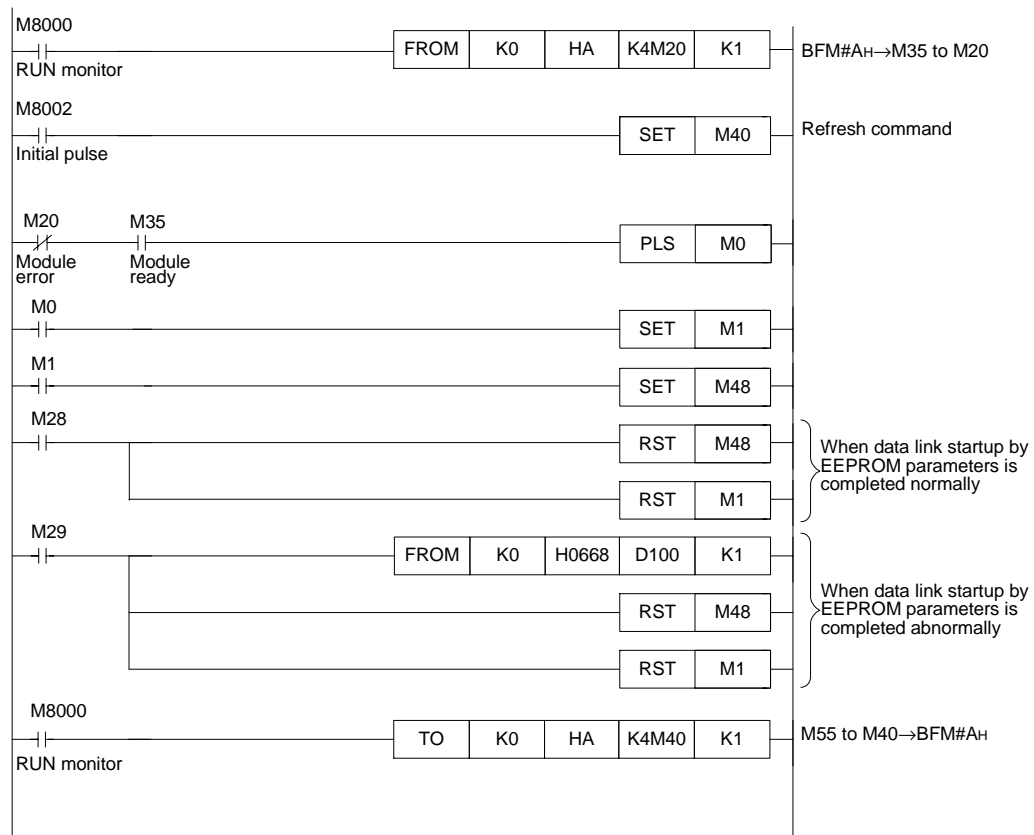 M8000
FROM K0 HA K4M20 K1
BFM#AH→M35 to M20
RUN monitor
M8002
SET M40
Refresh command
Initial pulse
M20 M35
PLS M0
Module
error
Module
ready
M0
SET M1
M1
SET M48
M28
RST M48
RST M1
When data link startup by
EEPROM parameters is
completed normally
M29
FROM K0 H0668 D100 K1
RST M48
RST M1
When data link startup by
EEPROM parameters is
completed abnormally
M8000
TO K0 HA K4M40 K1
M55 to M40→BFM#AH
RUN monitor